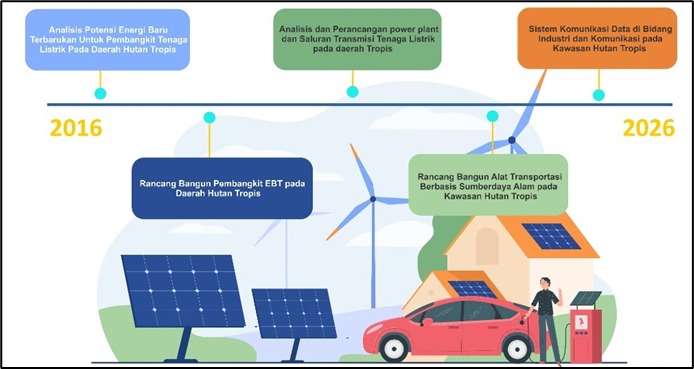 Analisis Potensi Energi Baru
Terbarukan Untuk Pembangkit Tenaga
Listrik Pada Daerah Hutan Tropis
Analisis dan Perancangan power plant
dan Saluran Transmisi Tenaga Listrik
pada daerah Tropis
Sistem Komunikasi Data di Bidang
Industri dan Komunikasi pada
Kawasan Hutan Tropis
2016
2026
Rancang Bangun Pembangkit EBT pada
Daerah Hutan Tropis
Rancang Bangun Alat Transportasi
Berbasis Sumberdaya Alam pada
Kawasan Hutan Tropis